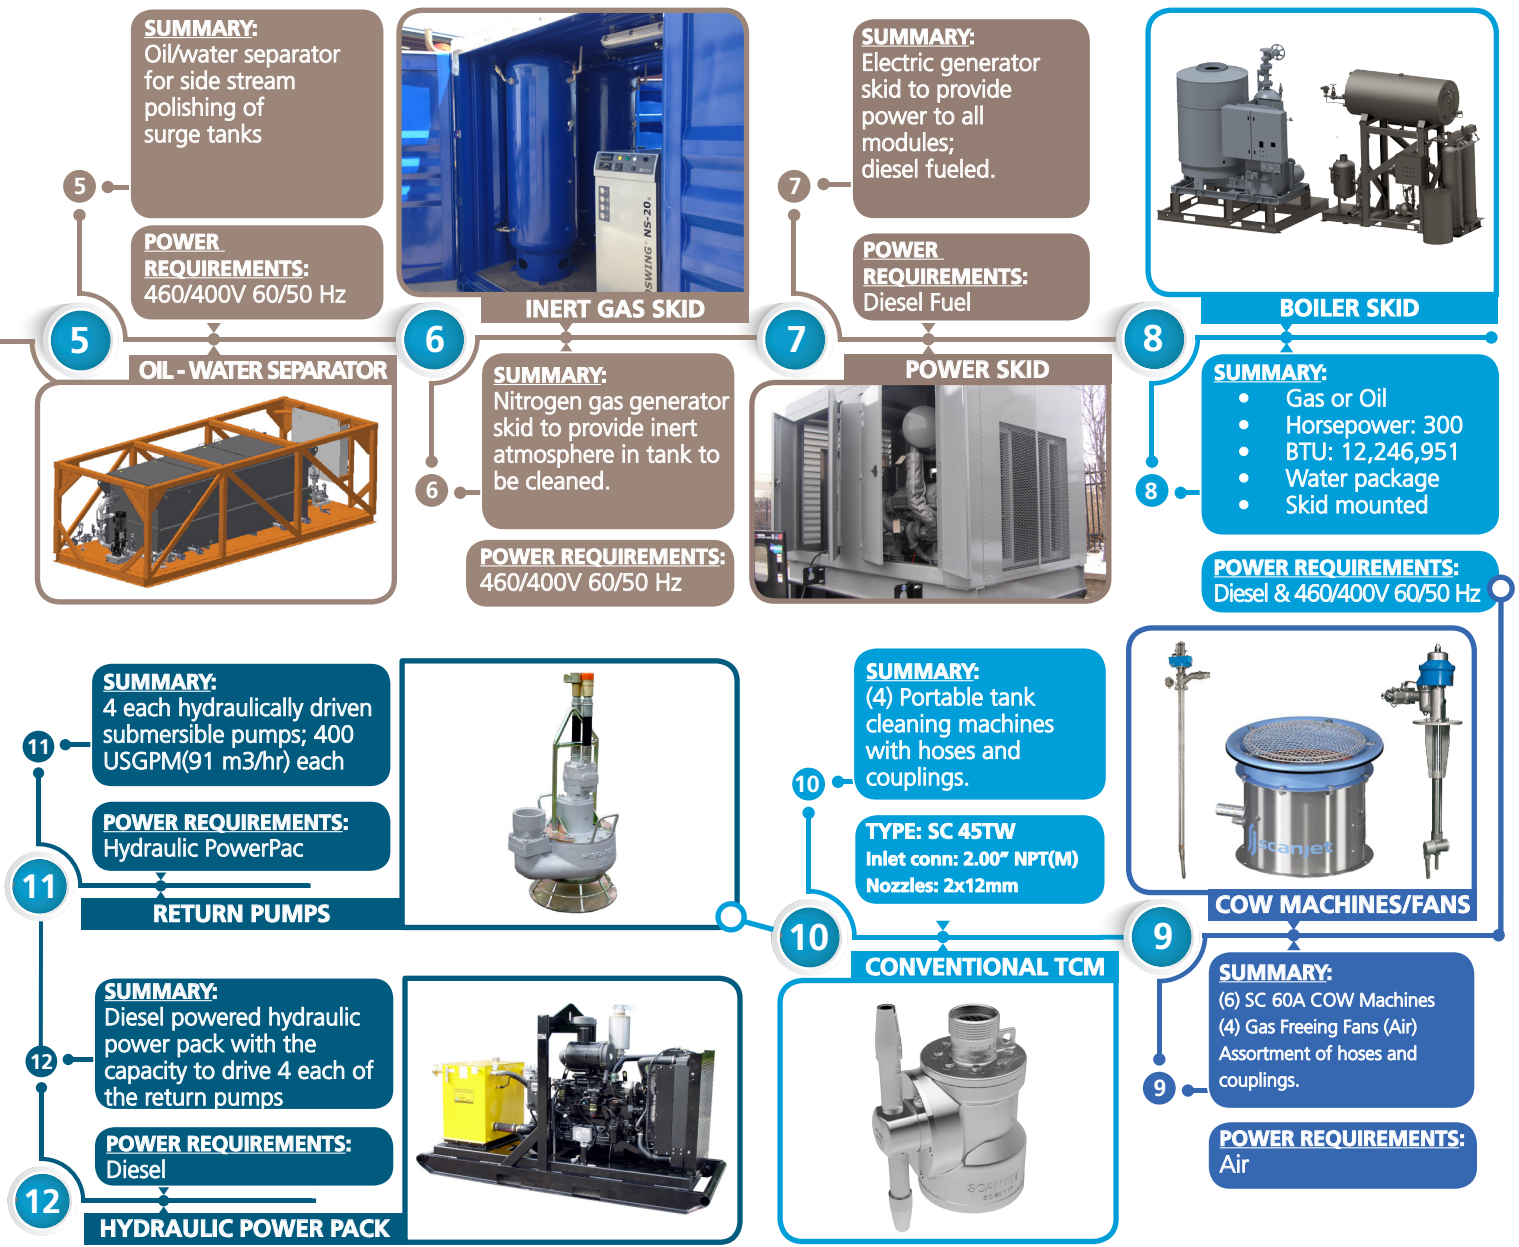 SUMMARY:
Oil/water separator
for side stream
polishing of
surge tanks
5
POWER
REQUIREMENTS:
460/400V 60/50 Hz
5
OIL - WATER SEPARATOR
NS-20
INERT GAS SKID
6
SUMMARY:
Nitrogen gas generator
skid to provide inert
atmosphere in tank to
be cleaned.
6
POWER REQUIREMENTS:
460/400V 60/50 Hz
SUMMARY:
Electric generator
skid to provide
power to all
modules;
diesel fueled.
7
POWER
REQUIREMENTS:
Diesel Fuel
7
POWER SKID
BOILER SKID
8
SUMMARY:
• Gas or Oil
• Horsepower: 300
• BTU: 12,246,951
• Water package
• Skid mounted
8
POWER REQUIREMENTS:
Diesel & 460/400V 60/50 Hz
scanjet
COW MACHINES/FANS
9
SUMMARY:
(6) SC 60A COW Machines
(4) Gas Freeing Fans (Air)
Assortment of hoses and
couplings.
9
POWER REQUIREMENTS:
Air
SUMMARY:
(4) Portable tank
cleaning machines
with hoses and
couplings.
10
TYPE: SC 45TW
Inlet conn: 2.00” NPT(M)
Nozzles: 2x12mm
10
CONVENTIONAL TCM
SCANJET
SUMMARY:
4 each hydraulically driven
submersible pumps; 400
USGPM(91 m3/hr) each
11
POWER REQUIREMENTS:
Hydraulic PowerPac
11
RETURN PUMPS
SUMMARY:
Diesel powered hydraulic
power pack with the
capacity to drive 4 each of
the return pumps
12
POWER REQUIREMENTS:
Diesel
12
HYDRAULIC POWER PACK